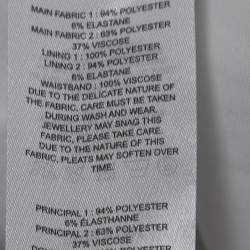 MAIN FABRIC 1 : 94% POLYESTER
6% ELASTANE
MAIN FABRIC 2 : 63% POLYESTER
37% VISCOSE
LINING 1 : 100% POLYESTER
LINING 2 : 94% POLYESTER
6% ELASTANE
WAISTBAND : 100% VISCOSE
DUE TO THE DELICATE NATURE OF
THE FABRIC, CARE MUST BE TAKEN
DURING WASH AND WEAR.
JEWELLERY MAY SNAG THIS
FABRIC, PLEASE TAKE CARE.
DUE TO THE NATURE OF THIS
FABRIC, PLEATS MAY SOFTEN OVER
TIME.
PRINCIPAL 1 : 94% POLYESTER
6% ÉLASTHANNE
PRINCIPAL 2 : 63% POLYESTER
37% VISCOSE